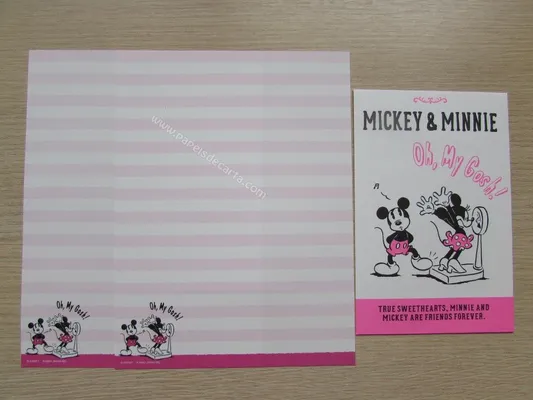 MICKEY & MINNIE
Oh, My Gosh!
TRUE SWEETHEARTS, MINNIE AND
MICKEY ARE FRIENDS FOREVER.
Oh, My Gosh!
Oh, My Gosh!
www.papeisdecarta.com